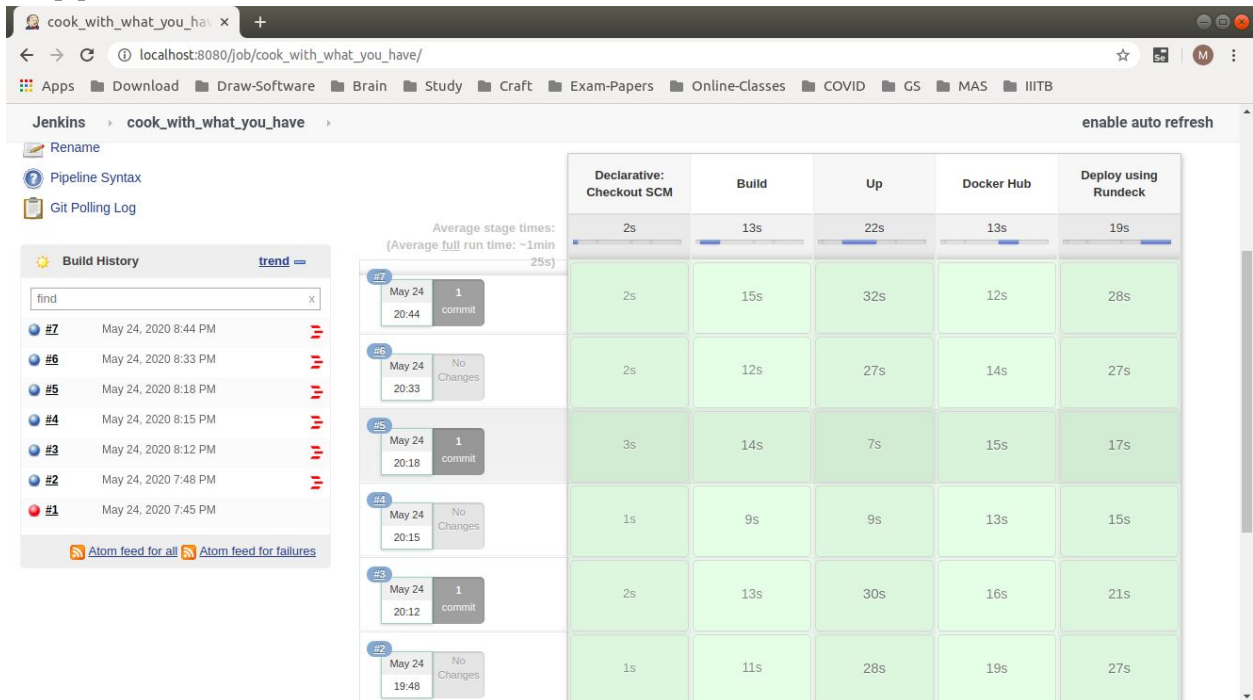 cook_with_what_you_hav
localhost:8080/job/cook_with_what_you_have/
Se
M
Apps Download Draw-Software Brain Study Craft Exam-Papers Online-Classes COVID GS MAS IIITB
Jenkins cook_with_what_you_have enable auto refresh
Rename
Pipeline Syntax
Git Polling Log
Build History trend
find x
#7 May 24, 2020 8:44 PM
#6 May 24, 2020 8:33 PM
#5 May 24, 2020 8:18 PM
#4 May 24, 2020 8:15 PM
#3 May 24, 2020 8:12 PM
#2 May 24, 2020 7:48 PM
#1 May 24, 2020 7:45 PM
Atom feed for all Atom feed for failures
Declarative: Checkout SCM
Build
Up
Docker Hub
Deploy using Rundeck
Average stage times:
(Average full run time: ~1min
25s)
2s 13s 22s 13s 19s
#7
May 24 1
20:44 commit
2s 15s 32s 12s 28s
#6
May 24 No
Changes
20:33
2s 12s 27s 14s 27s
#5
May 24 1
20:18 commit
3s 14s 7s 15s 17s
#4
May 24 No
Changes
20:15
1s 9s 9s 13s 15s
#3
May 24 1
20:12 commit
2s 13s 30s 16s 21s
#2
May 24 No
Changes
19:48
1s 11s 28s 19s 27s